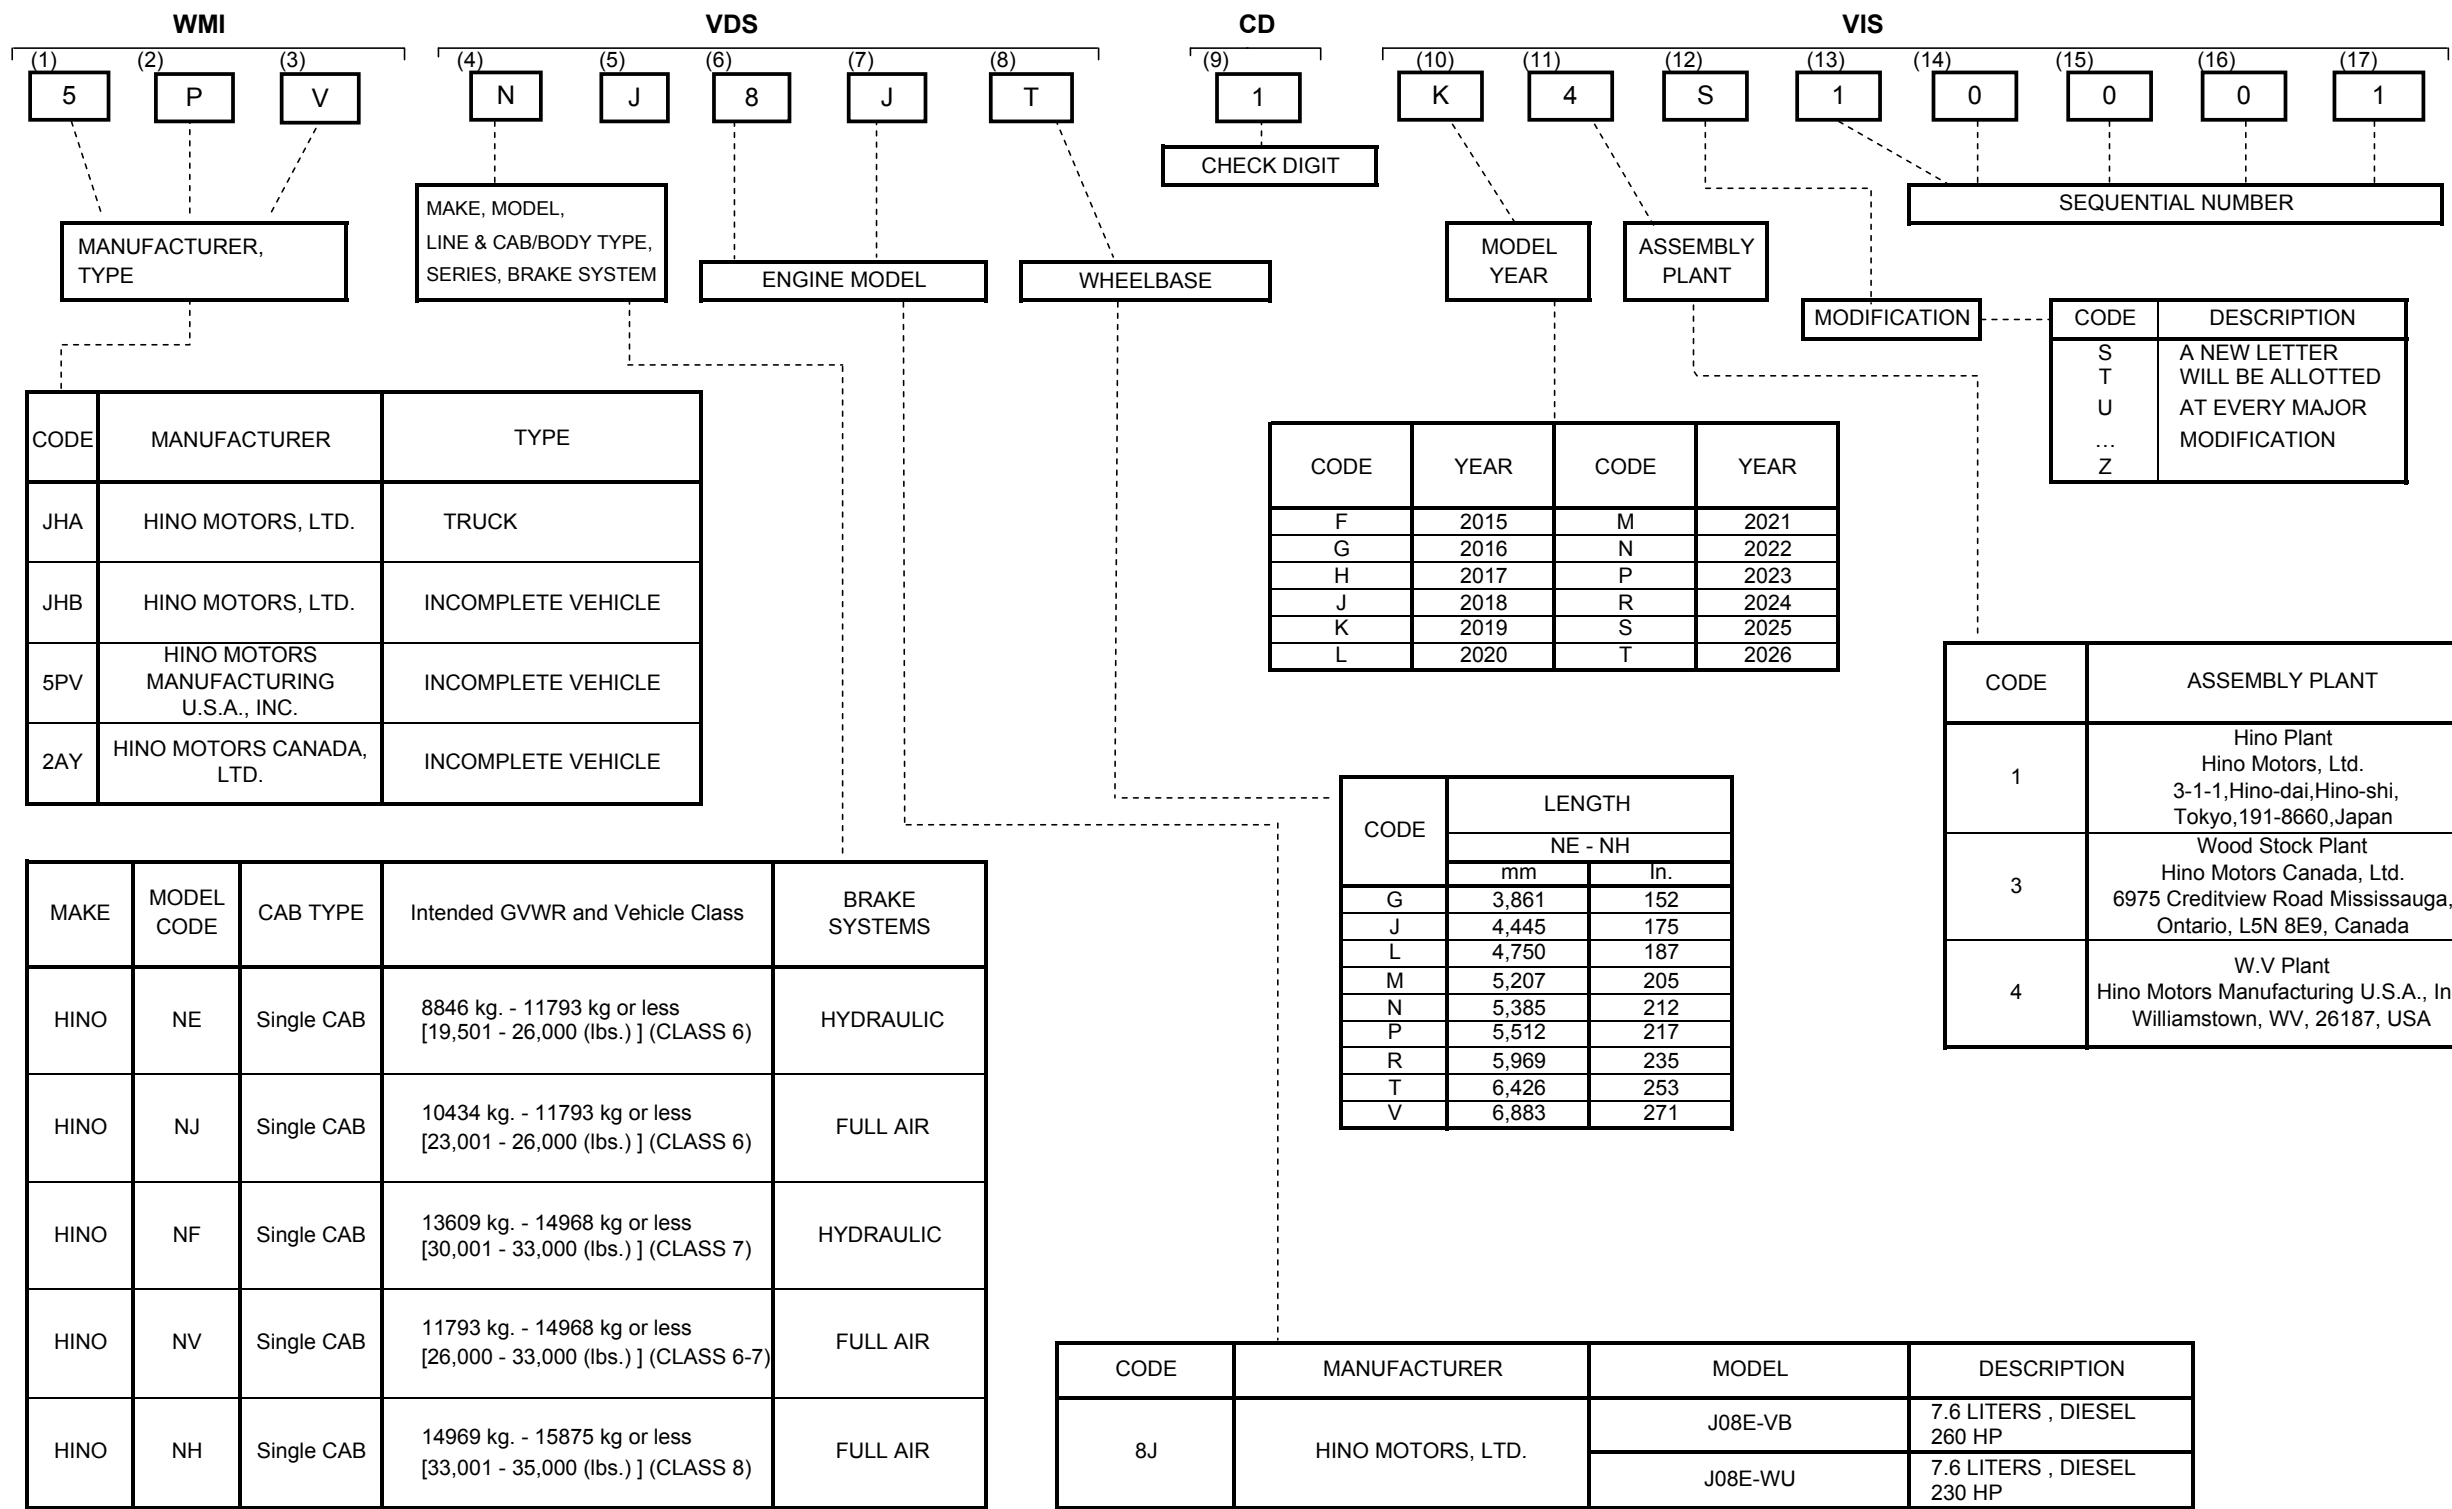 WMI VDS CD VIS
(1) (2) (3) (4) (5) (6) (7) (8) (9) (10) (11) (12) (13) (14) (15) (16) (17)
5 P V N J 8 J T 1 K 4 S 1 0 0 0 1
CHECK DIGIT
MANUFACTURER,
TYPE
MAKE, MODEL,
LINE & CAB/BODY TYPE,
SERIES, BRAKE SYSTEM
ENGINE MODEL
WHEELBASE
MODEL
YEAR
ASSEMBLY
PLANT
SEQUENTIAL NUMBER
MODIFICATION
CODE DESCRIPTION
S A NEW LETTER
T WILL BE ALLOTTED
U AT EVERY MAJOR
... MODIFICATION
Z
CODE MANUFACTURER TYPE
JHA HINO MOTORS, LTD. TRUCK
JHB HINO MOTORS, LTD. INCOMPLETE VEHICLE
HINO MOTORS
5PV MANUFACTURING INCOMPLETE VEHICLE
U.S.A., INC.
HINO MOTORS CANADA,
2AY INCOMPLETE VEHICLE
LTD.
CODE YEAR CODE YEAR
F 2015 M 2021
G 2016 N 2022
H 2017 P 2023
J 2018 R 2024
K 2019 S 2025
L 2020 T 2026
CODE ASSEMBLY PLANT
1
Hino Plant
Hino Motors, Ltd.
3-1-1,Hino-dai,Hino-shi,
Tokyo,191-8660,Japan
3
Wood Stock Plant
Hino Motors Canada, Ltd.
6975 Creditview Road Mississauga,
Ontario, L5N 8E9, Canada
4
W.V Plant
Hino Motors Manufacturing U.S.A., In
Williamstown, WV, 26187, USA
CODE LENGTH
NE - NH
mm In.
G 3,861 152
J 4,445 175
L 4,750 187
M 5,207 205
N 5,385 212
P 5,512 217
R 5,969 235
T 6,426 253
V 6,883 271
MAKE MODEL CODE CAB TYPE Intended GVWR and Vehicle Class BRAKE SYSTEMS
HINO NE Single CAB 8846 kg. - 11793 kg or less HYDRAULIC
[19,501 - 26,000 (lbs.) ] (CLASS 6)
HINO NJ Single CAB 10434 kg. - 11793 kg or less FULL AIR
[23,001 - 26,000 (lbs.) ] (CLASS 6)
HINO NF Single CAB 13609 kg. - 14968 kg or less HYDRAULIC
[30,001 - 33,000 (lbs.) ] (CLASS 7)
HINO NV Single CAB 11793 kg. - 14968 kg or less FULL AIR
[26,000 - 33,000 (lbs.) ] (CLASS 6-7)
HINO NH Single CAB 14969 kg. - 15875 kg or less FULL AIR
[33,001 - 35,000 (lbs.) ] (CLASS 8)
CODE MANUFACTURER MODEL DESCRIPTION
8J HINO MOTORS, LTD. J08E-VB 7.6 LITERS , DIESEL
260 HP
J08E-WU 7.6 LITERS , DIESEL
230 HP